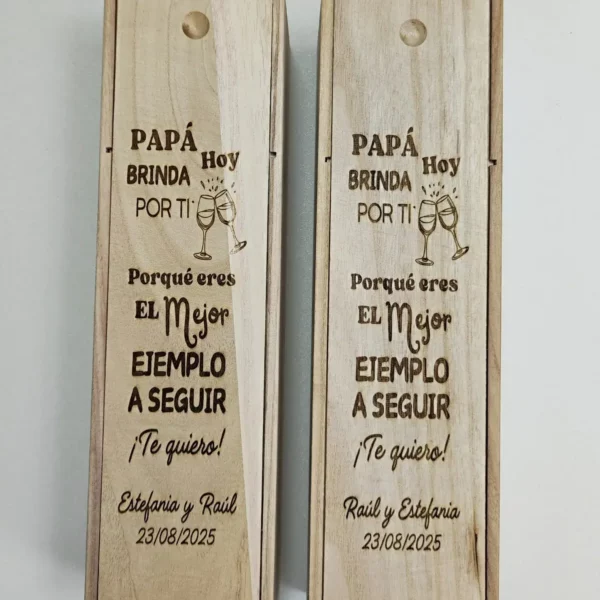 PAPÁ
Hoy
BRINDA
POR TI
Porqué eres
EL Mejor
EJEMPLO
A SEGUIR
¡Te quiero!
Estefania y Raúl
23/08/2025
PAPÁ
Hoy
BRINDA
POR TI
Porqué eres
EL Mejor
EJEMPLO
A SEGUIR
¡Te quiero!
Raúl y Estefania
23/08/2025